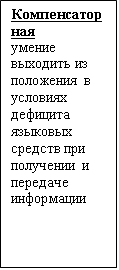 Компенсатор
ная
умение
выходить из
положения в
условиях
дефицита
языковых
средств при
получении и
передаче
информации